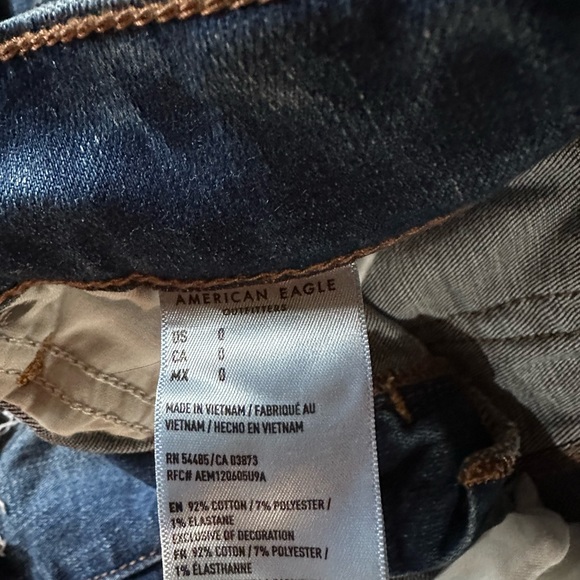 AMERICAN EAGLE
OUTFITTERS
US 0
CA 0
MX 0
MADE IN VIETNAM / FABRIQUÉ AU
VIETNAM / HECHO EN VIETNAM
RN 54485/CA 03873
RFC# AEM120605U9A
EN 92% COTTON / 7% POLYESTER /
1% ELASTANE
EXCLUSIVE OF DECORATION
FR 92% COTON / 7% POLYESTER /
1% ÉLASTHANNE